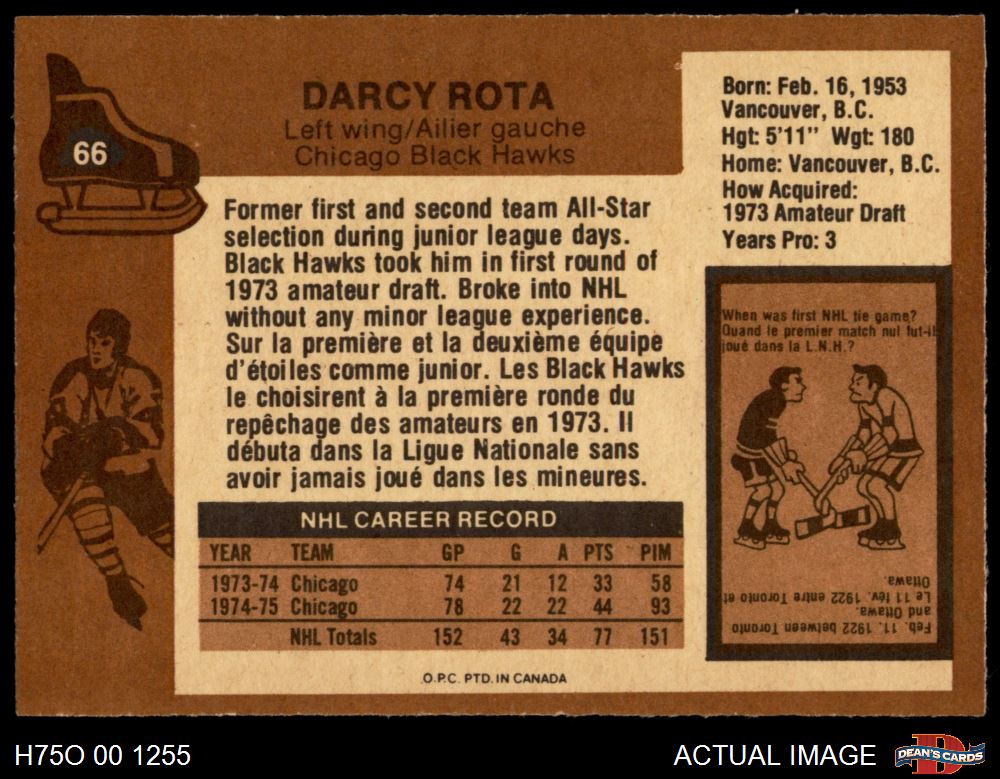 66
DARCY ROTA
Left wing/Ailier gauche
Chicago Black Hawks
Born: Feb. 16, 1953
Vancouver, B.C.
Hgt: 5'11" Wgt: 180
Home: Vancouver, B.C.
How Acquired:
1973 Amateur Draft
Years Pro: 3
Former first and second team All-Star
selection during junior league days.
Black Hawks took him in first round of
1973 amateur draft. Broke into NHL
without any minor league experience.
Sur la première et la deuxième équipe
d'étoiles comme junior. Les Black Hawks
le choisirent à la première ronde du
repêchage des amateurs en 1973. Il
débuta dans la Ligue Nationale sans
avoir jamais joué dans les mineures.
NHL CAREER RECORD
YEAR TEAM GP G A PTS PIM
1973-74 Chicago 74 21 12 33 58
1974-75 Chicago 78 22 22 44 93
NHL Totals 152 43 34 77 151
O.P.C. PTD. IN CANADA
When was first NHL tie game?
Quand le premier match nul fut-il
joué dans la L.N.H.?
Feb. 11, 1922 between Toronto
and Ottawa.
Le 11 fév. 1922 entre Toronto et
Ottawa.
H75O 00 1255
ACTUAL IMAGE
DEAN'S CARDS